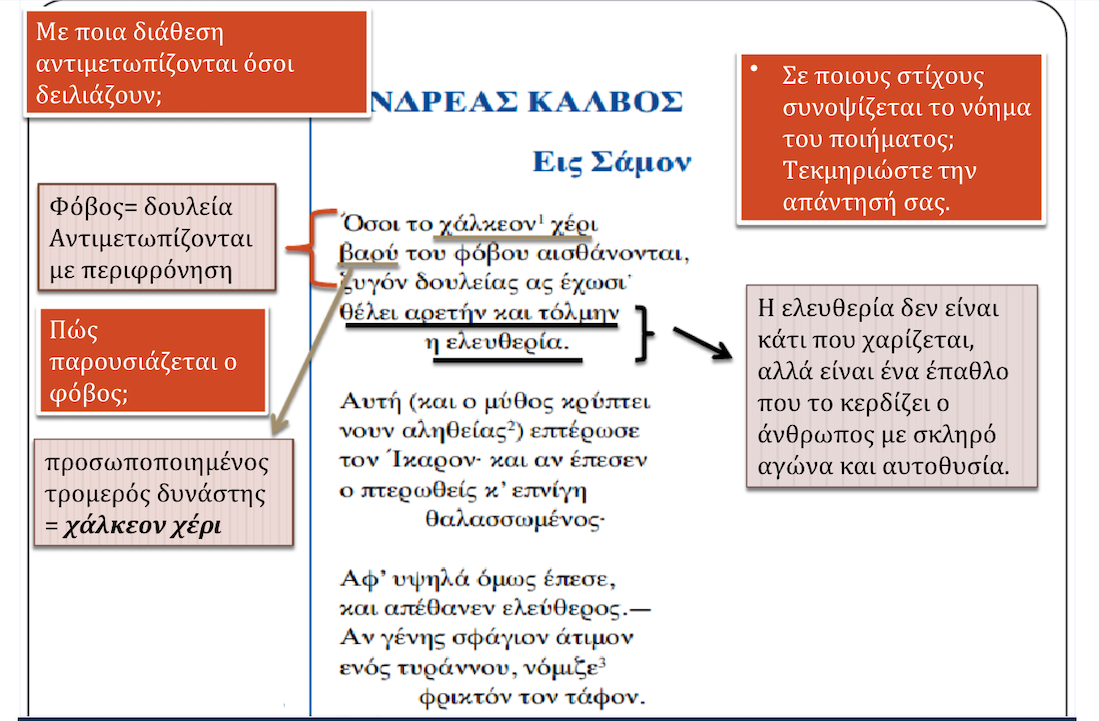 Με ποια διάθεση
αντιμετωπίζονται όσοι
δειλιάζουν;
ΝΔΡΕΑΣ ΚΑΛΒΟΣ
Εις Σάμον
• Σε ποιους στίχους
συνοψίζεται το νόημα
του ποιήματος;
Τεκμηριώστε την
απάντησή σας.
Φόβος= δουλεία
Αντιμετωπίζονται
με περιφρόνηση
Πώς
παρουσιάζεται ο
φόβος;
προσωποποιημένος
τρομερός δυνάστης
= χάλκεον χέρι
Όσοι το χάλκεον¹ χέρι
βαρύ του φόβου αισθάνονται,
ζυγόν δουλείας ας έχωσι·
θέλει αρετήν και τόλμην
η ελευθερία.
Αυτή (και ο μύθος κρύπτει
νουν αληθείας²) επτέρωσε
τον Ίκαρον· και αν έπεσεν
ο πτερωθείς κ' επνίγη
θαλασσωμένος·
Αφ' υψηλά όμως έπεσε,
και απέθανεν ελεύθερος.—
Αν γένης σφάγιον άτιμον
ενός τυράννου, νόμιζε³
φρικτόν τον τάφον.
Η ελευθερία δεν είναι
κάτι που χαρίζεται,
αλλά είναι ένα έπαθλο
που το κερδίζει ο
άνθρωπος με σκληρό
αγώνα και αυτοθυσία.